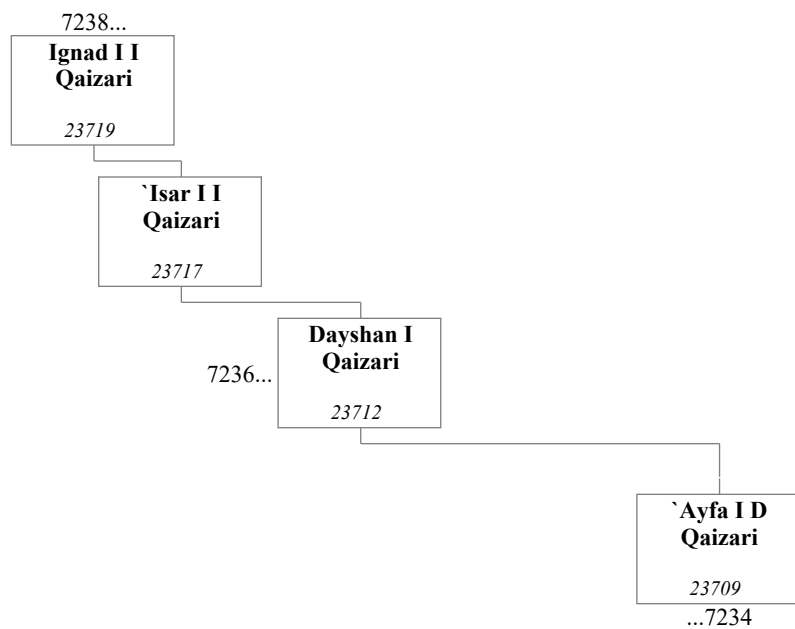 7238...
Ignad I I
Qaizari
23719
`Isar I I
Qaizari
23717
Dayshan I
Qaizari
7236...
23712
`Ayfa I D
Qaizari
23709
...7234